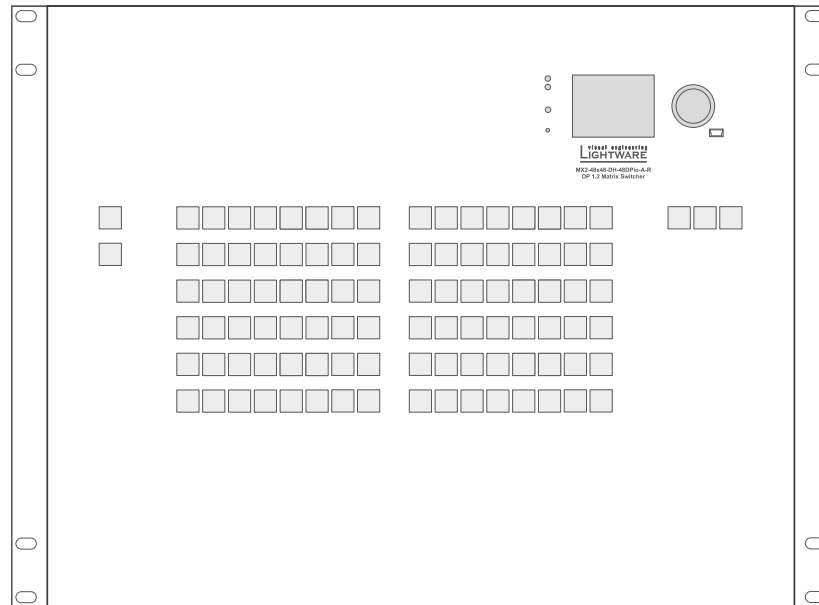 visual engineering
LIGHTWARE
MX2-48x48-DH-48DPio-A-R
DP 1.2 Matrix Switcher